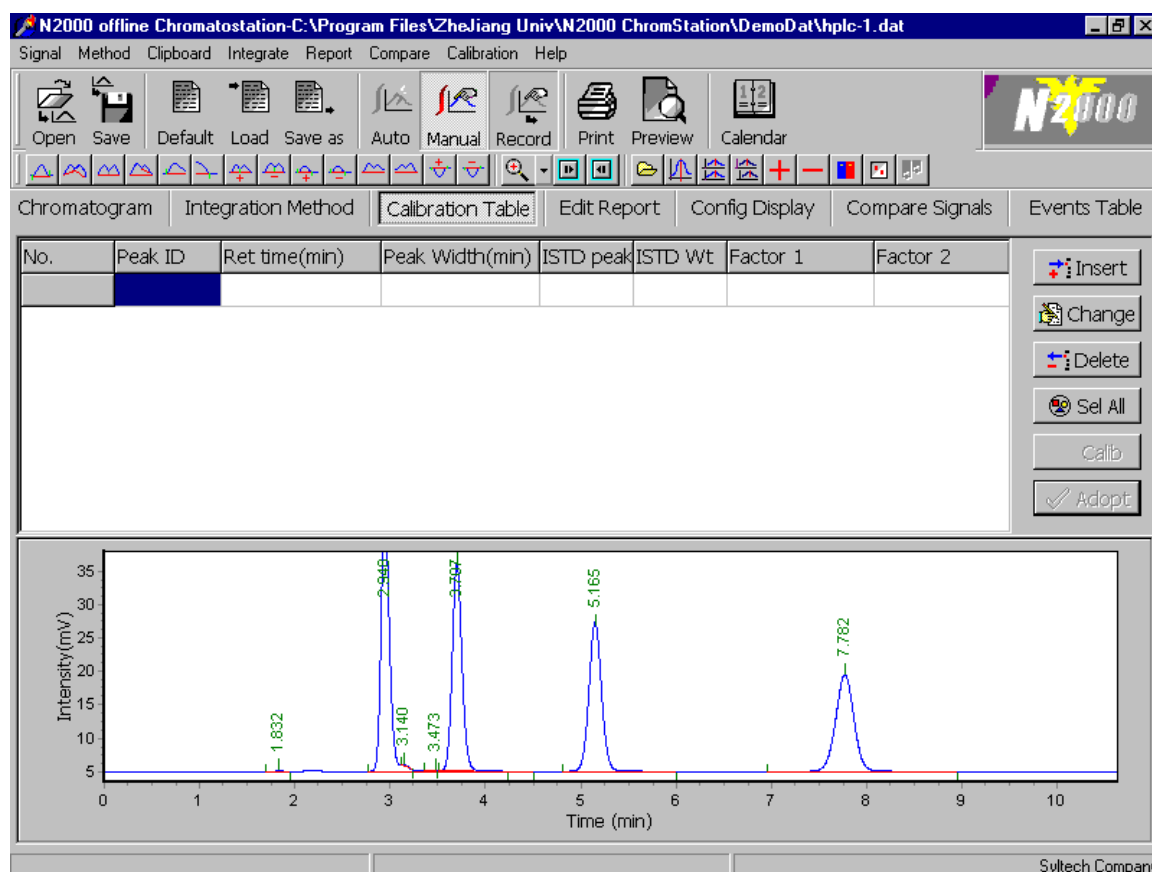 N2000 offline Chromatostation-C:\Program Files\ZheJiang Univ\N2000 ChromStation\DemoDat\hplc-1.dat
Signal Method Clipboard Integrate Report Compare Calibration Help
Open Save Default Load Save as Auto Manual Record Print Preview Calendar
N2000
Chromatogram Integration Method Calibration Table Edit Report Config Display Compare Signals Events Table
No. Peak ID Ret time(min) Peak Width(min) ISTD peak ISTD Wt Factor 1 Factor 2
Insert
Change
Delete
Sel All
Calib
Adopt
Intensity(mV)
35
30
25
20
15
10
5
1.832
3.140
3.473
3.707
5.165
7.782
0 1 2 3 4 5 6 7 8 9 10
Time (min)
Syltech Company